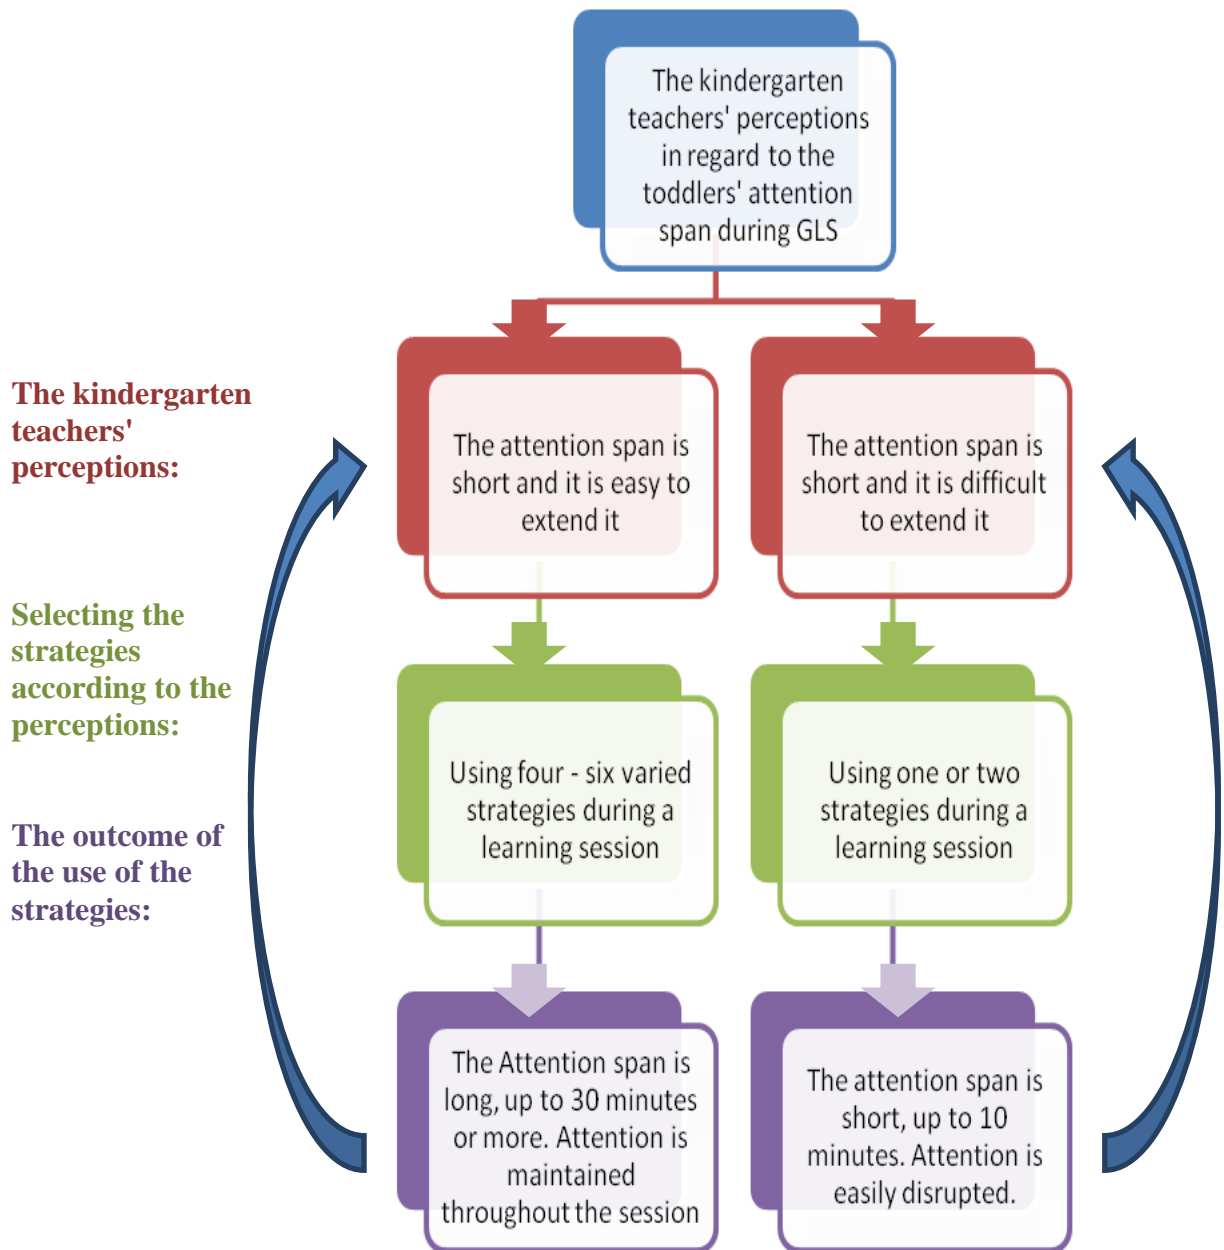 The kindergarten
teachers' perceptions
in regard to the
toddlers' attention
span during GLS
The kindergarten
teachers'
perceptions:
The attention span is
short and it is easy to
extend it
The attention span is
short and it is difficult
to extend it
Selecting the
strategies
according to the
perceptions:
Using four - six varied
strategies during a
learning session
Using one or two
strategies during a
learning session
The outcome of
the use of the
strategies:
The Attention span is
long, up to 30 minutes
or more. Attention is
maintained
throughout the session
The attention span is
short, up to 10
minutes. Attention is
easily disrupted.